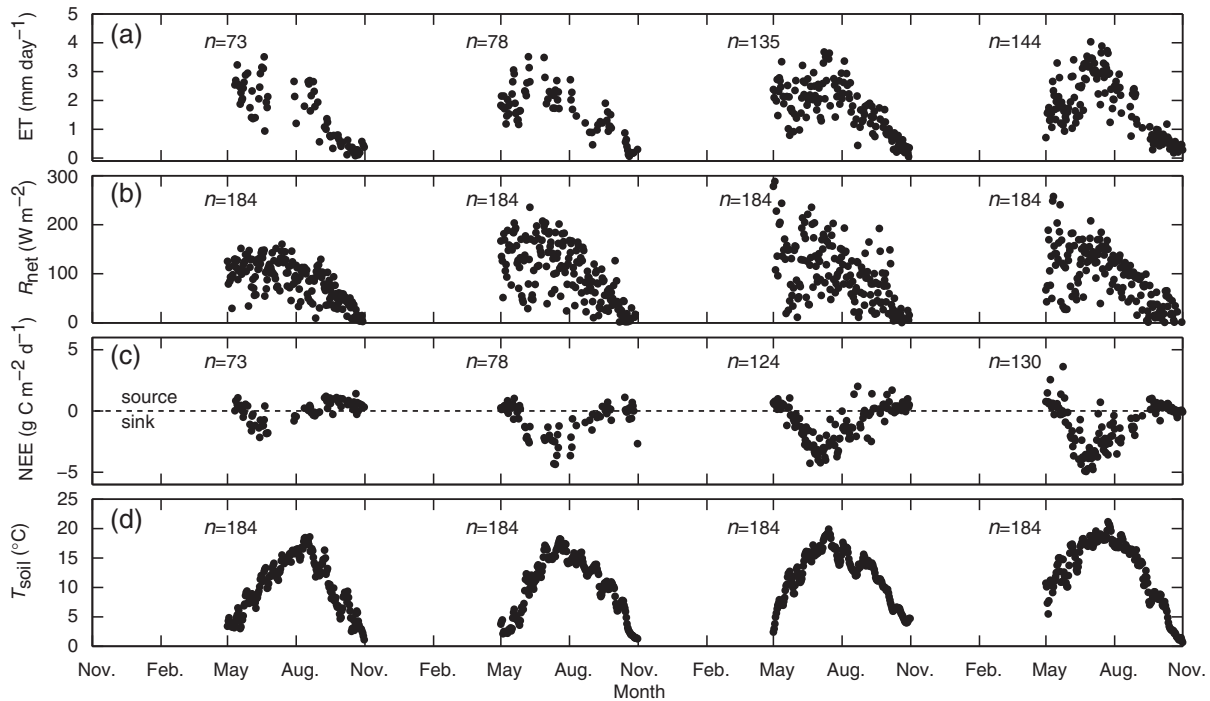 (a) n=73 n=78 n=135 n=144
ET (mm day−1)
5
4
3
2
1
0
(b) n=184 n=184 n=184 n=184
Rnet (W m−2)
300
200
100
0
(c) n=73 n=78 n=124 n=130
NEE (g C m−2 d−1)
5
0
−5
source
sink
(d) n=184 n=184 n=184 n=184
Tsoil (°C)
25
20
15
10
5
0
Nov. Feb. May Aug. Nov. Feb. May Aug. Nov. Feb. May Aug. Nov. Feb. May Aug. Nov.
Month